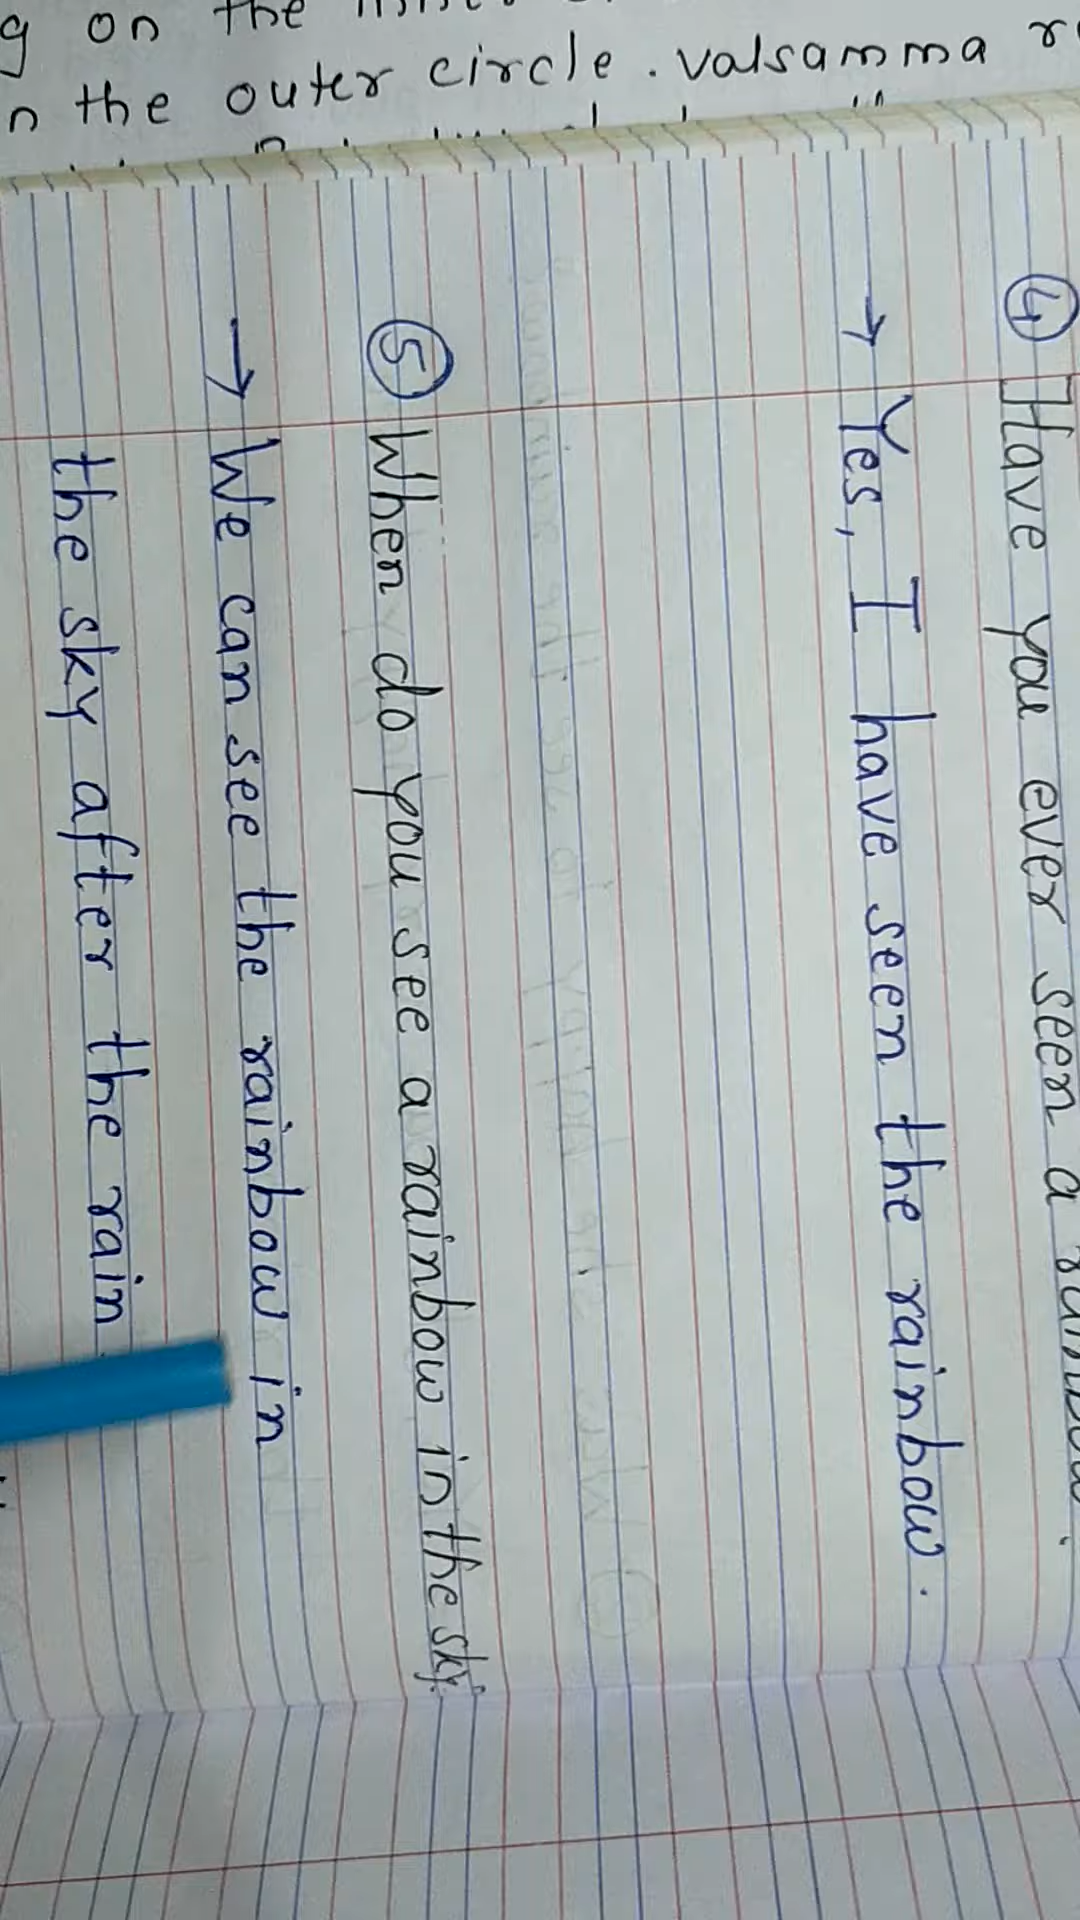 on the
the outer circle. valsamma
④ Have you ever seen a rainbow.
→ Yes, I have seen the rainbow.
⑤ When do you see a rainbow in the sky.
→ We can see the rainbow in
the sky after the rain